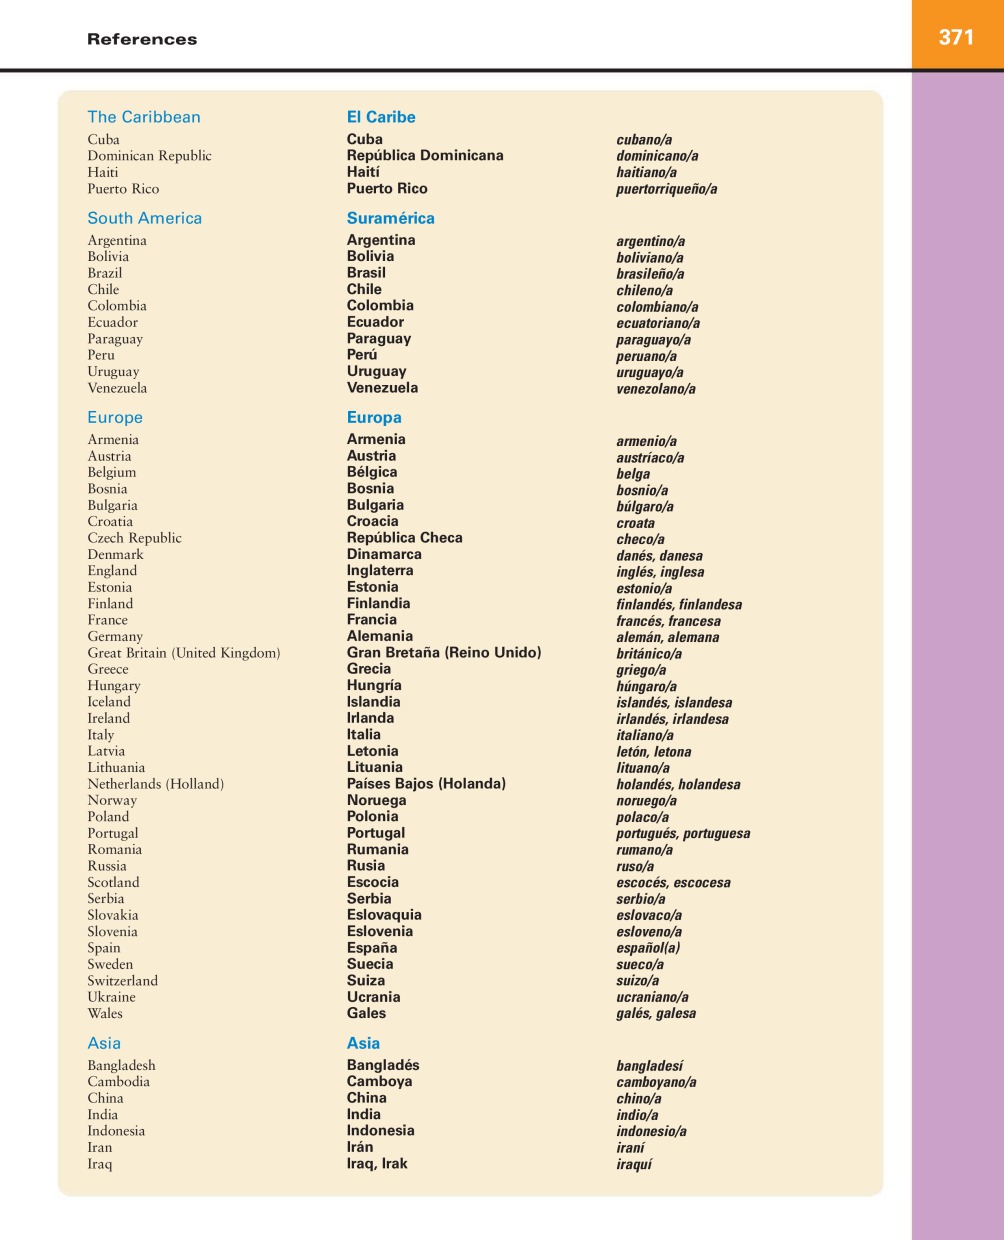 References 371
The Caribbean El Caribe
Cuba Cuba cubano/a
Dominican Republic República Dominicana dominicano/a
Haiti Haití haitiano/a
Puerto Rico Puerto Rico puertorriqueño/a
South America Suramérica
Argentina Argentina argentino/a
Bolivia Bolivia boliviano/a
Brazil Brasil brasileño/a
Chile Chile chileno/a
Colombia Colombia colombiano/a
Ecuador Ecuador ecuatoriano/a
Paraguay Paraguay paraguayo/a
Peru Perú peruano/a
Uruguay Uruguay uruguayo/a
Venezuela Venezuela venezolano/a
Europe Europa
Armenia Armenia armenio/a
Austria Austria austríaco/a
Belgium Bélgica belga
Bosnia Bosnia bosnio/a
Bulgaria Bulgaria búlgaro/a
Croatia Croacia croata
Czech Republic República Checa checo/a
Denmark Dinamarca danés, danesa
England Inglaterra inglés, inglesa
Estonia Estonia estonio/a
Finland Finlandia finlandés, finlandesa
France Francia francés, francesa
Germany Alemania alemán, alemana
Great Britain (United Kingdom) Gran Bretaña (Reino Unido) británico/a
Greece Grecia griego/a
Hungary Hungría húngaro/a
Iceland Islandia islandés, islandesa
Ireland Irlanda irlandés, irlandesa
Italy Italia italiano/a
Latvia Letonia letón, letona
Lithuania Lituania lituano/a
Netherlands (Holland) Países Bajos (Holanda) holandés, holandesa
Norway Noruega noruego/a
Poland Polonia polaco/a
Portugal Portugal portugués, portuguesa
Romania Rumania rumano/a
Russia Rusia ruso/a
Scotland Escocia escocés, escocesa
Serbia Serbia serbio/a
Slovakia Eslovaquia eslovaco/a
Slovenia Eslovenia esloveno/a
Spain España español(a)
Sweden Suecia sueco/a
Switzerland Suiza suizo/a
Ukraine Ucrania ucraniano/a
Wales Gales galés, galesa
Asia Asia
Bangladesh Bangladés bangladesí
Cambodia Camboya camboyano/a
China China chino/a
India India indio/a
Indonesia Indonesia indonesio/a
Iran Irán iraní
Iraq Iraq, Irak iraquí